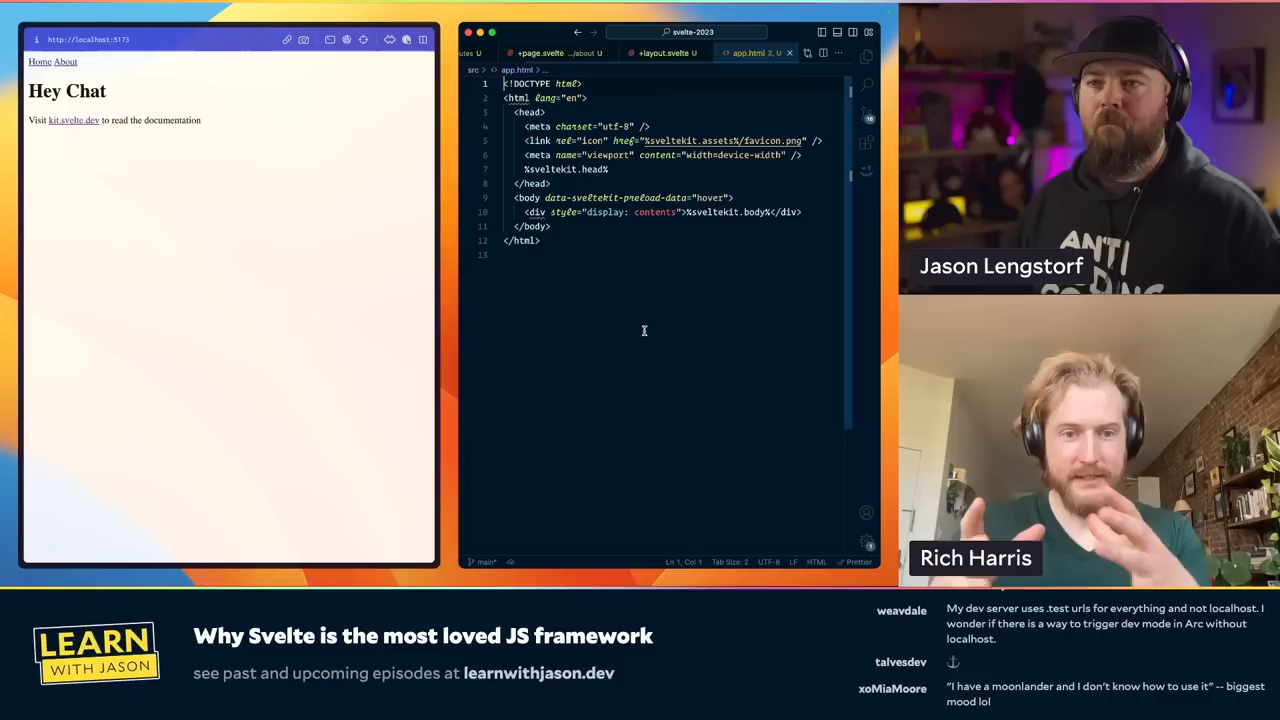 http://localhost:5173
Home About
Hey Chat
Visit kit.svelte.dev to read the documentation
svelte-2023
utes U +page.svelte .../about U +layout.svelte U app.html 2, U
src > app.html > ...
1 <!DOCTYPE html>
2 <html lang="en">
3 <head>
4 <meta charset="utf-8" />
5 <link rel="icon" href="%sveltekit.assets%/favicon.png" />
6 <meta name="viewport" content="width=device-width" />
7 %sveltekit.head%
8 </head>
9 <body data-sveltekit-preload-data="hover">
10 <div style="display: contents">%sveltekit.body%</div>
11 </body>
12 </html>
13
16
1
main* Ln 1, Col 1 Tab Size: 2 UTF-8 LF HTML Prettier
ANTI
CODING
Jason Lengstorf
Rich Harris
LEARN
WITH JASON
Why Svelte is the most loved JS framework
see past and upcoming episodes at learnwithjason.dev
weavdale My dev server uses .test urls for everything and not localhost. I
wonder if there is a way to trigger dev mode in Arc without
localhost.
talvesdev ⚓
xoMiaMoore "I have a moonlander and I don't know how to use it" -- biggest
mood lol